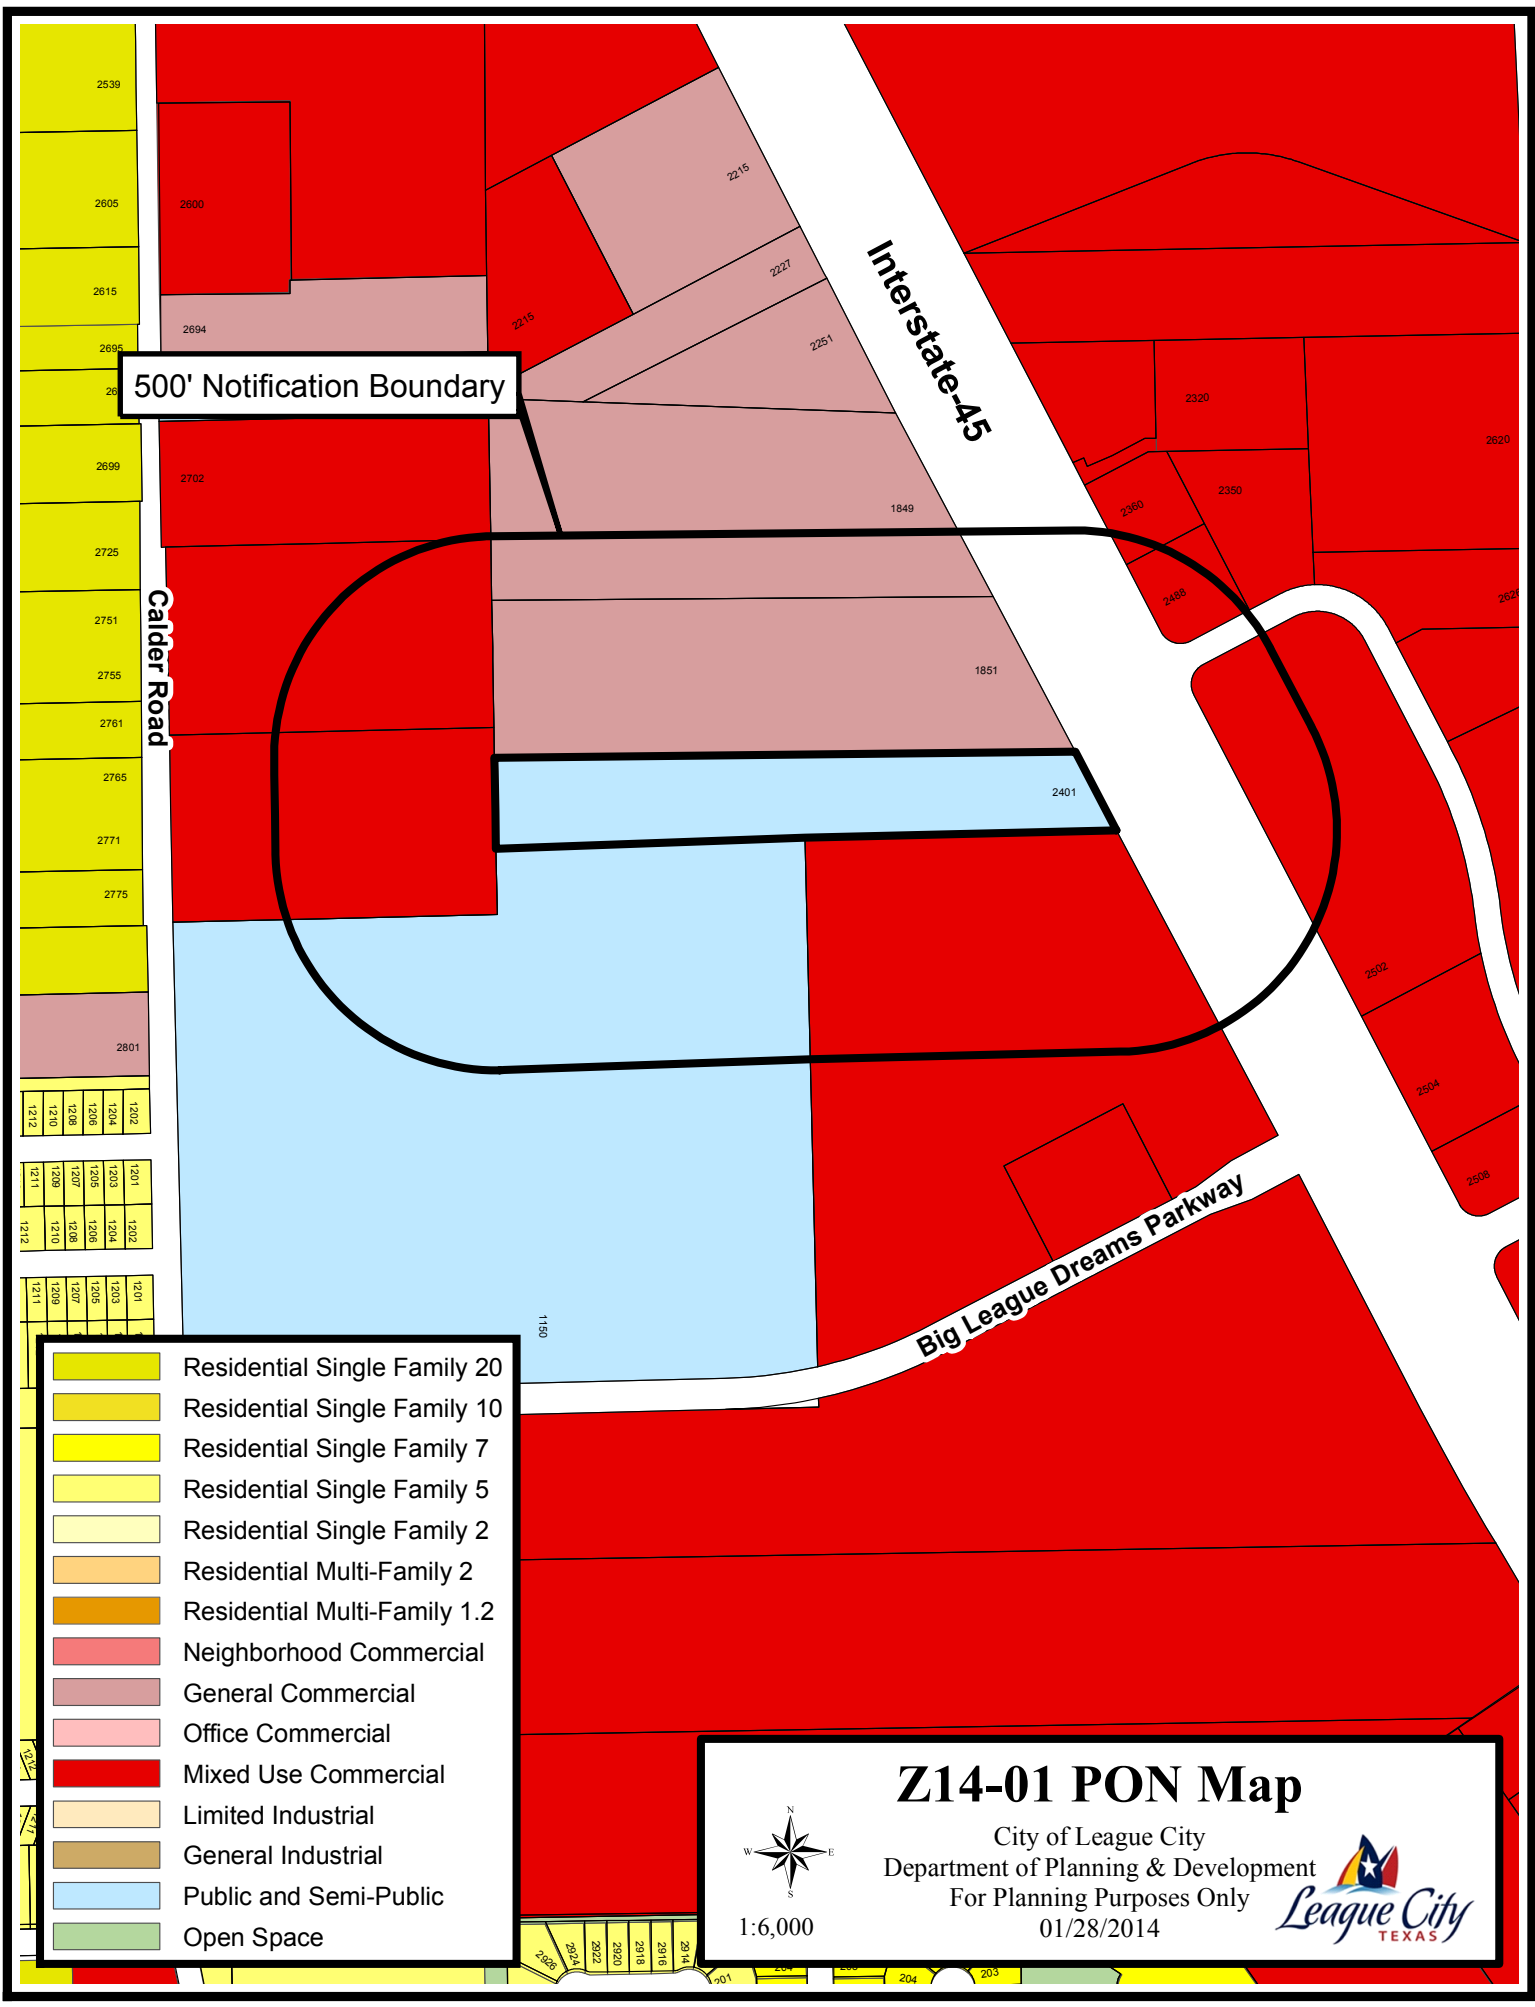 2539
2605
2600
2615
2694
2695
2215
2215
2227
2251
Interstate-45
500' Notification Boundary
26
2699
2702
2725
2751
2755
2761
2765
2771
2775
2801
Calder Road
1849
1851
2401
2320
2620
2350
2360
2488
2626
2502
2504
2508
1212
1210
1208
1206
1204
1202
1211
1209
1207
1205
1203
1201
1212
1210
1208
1206
1204
1202
1211
1209
1207
1205
1203
1201
1150
Big League Dreams Parkway
Residential Single Family 20
Residential Single Family 10
Residential Single Family 7
Residential Single Family 5
Residential Single Family 2
Residential Multi-Family 2
Residential Multi-Family 1.2
Neighborhood Commercial
General Commercial
Office Commercial
Mixed Use Commercial
Limited Industrial
General Industrial
Public and Semi-Public
Open Space
1212
2926
2924
2922
2920
2918
2916
2914
201
204
204
203
Z14-01 PON Map
City of League City
Department of Planning & Development
For Planning Purposes Only
01/28/2014
N
W
E
S
1:6,000
League City
TEXAS